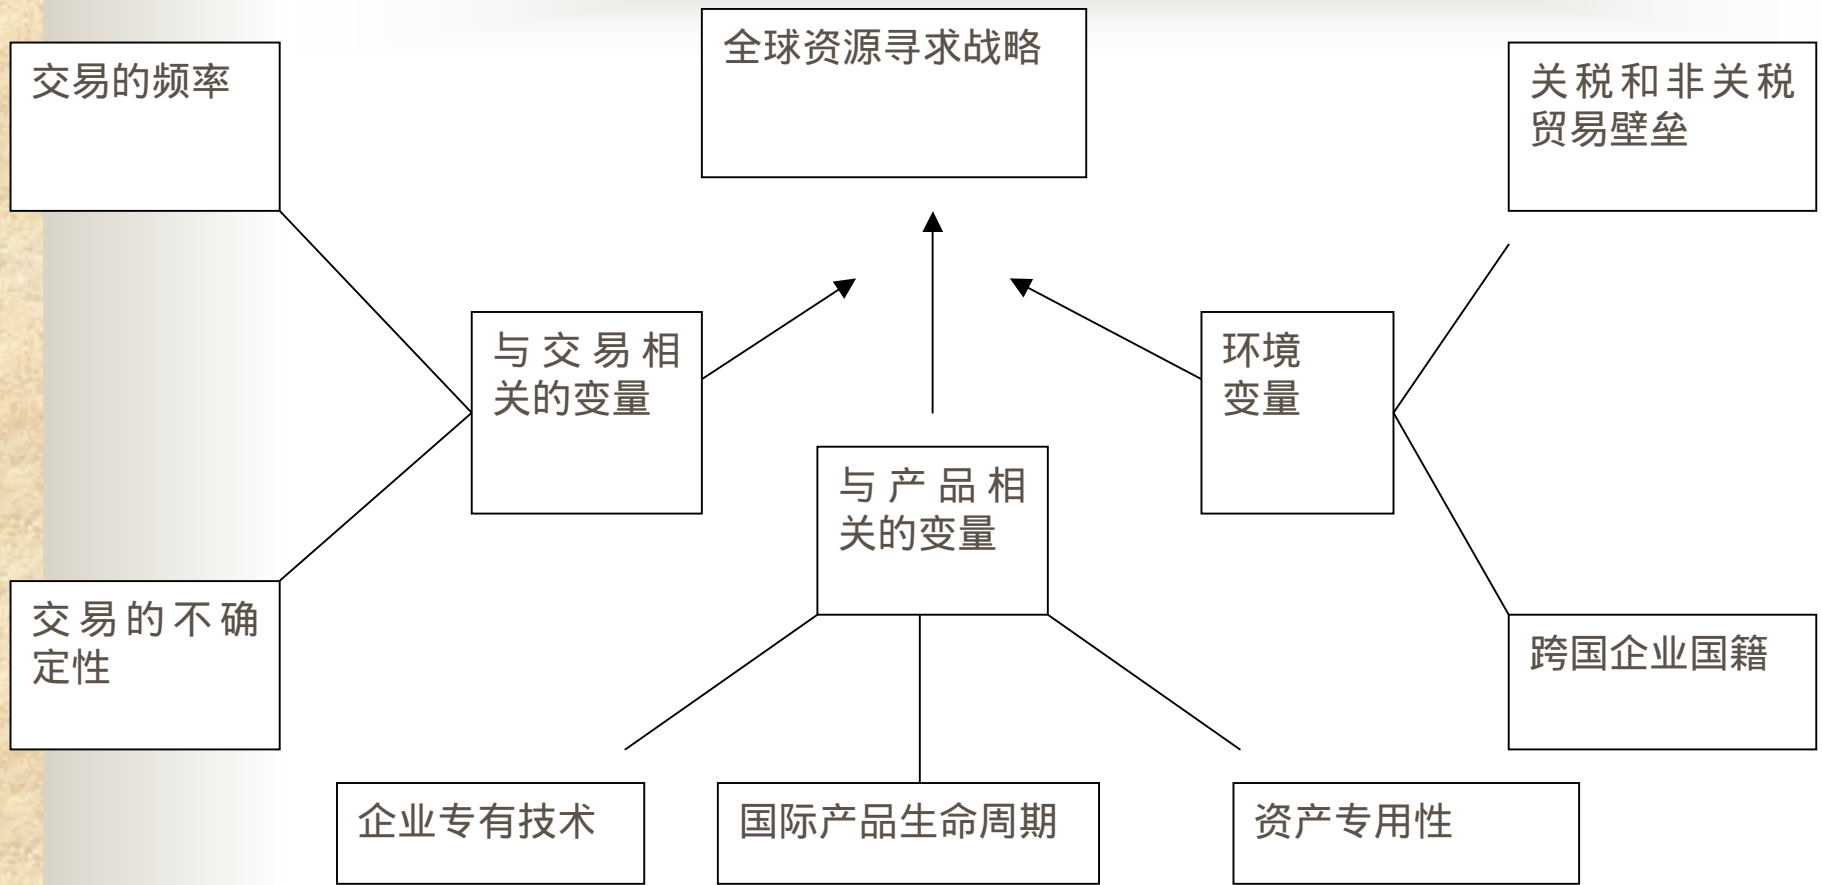 全球资源寻求战略
交易的频率
关税和非关税
贸易壁垒
与交易相
关的变量
环境
变量
与产品相
关的变量
交易的不确
定性
跨国企业国籍
企业专有技术
国际产品生命周期
资产专用性